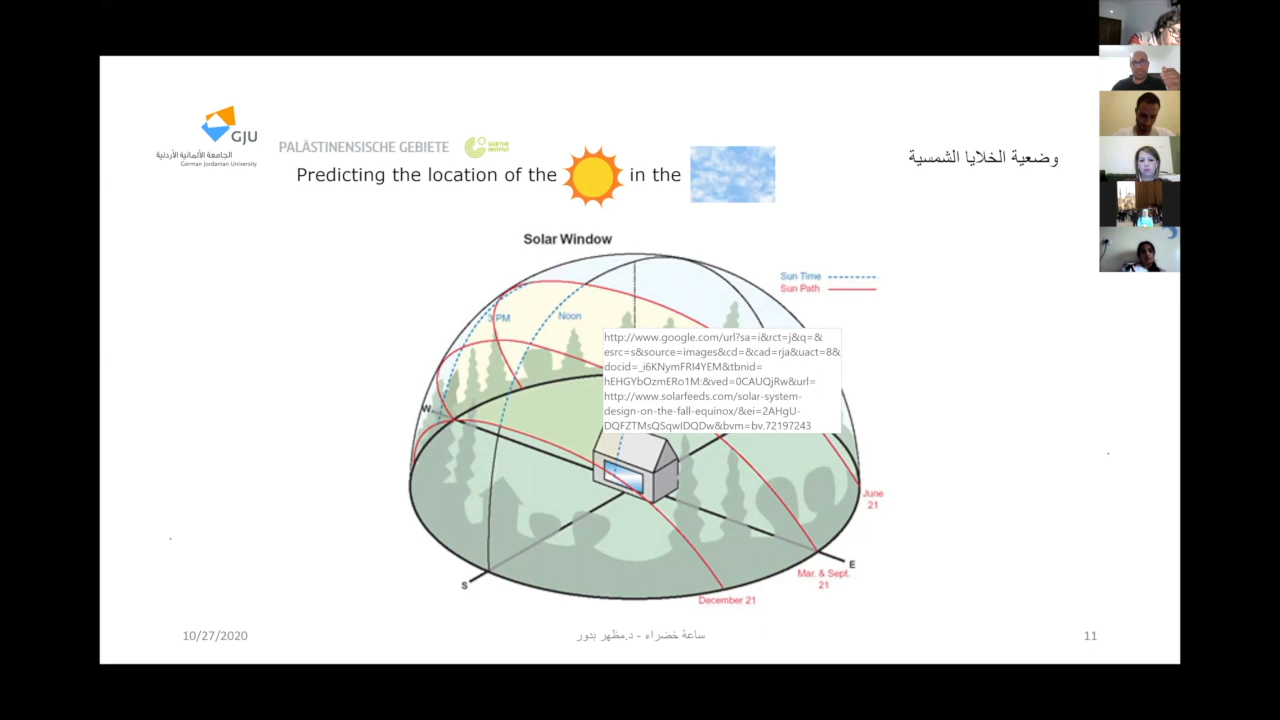 GJU
الجامعة الألمانية الأردنية
German Jordanian University
PALÄSTINENSISCHE GEBIETE
GOETHE
INSTITUT
وضعية الخلايا الشمسية
Predicting the location of the in the
Solar Window
Sun Time
Sun Path
3 PM
Noon
http://www.google.com/url?sa=i&rct=j&q=&
esrc=s&source=images&cd=&cad=rja&uact=8&
docid=_i6KNymFRI4YEM&tbnid=
hEHGYbOzmERo1M:&ved=0CAUQjRw&url=
http://www.solarfeeds.com/solar-system-
design-on-the-fall-equinox/&ei=2AHgU-
DQFZTMsQSqwIDQDw&bvm=bv.72197243
W
June
21
E
Mar. & Sept.
21
S
December 21
10/27/2020
ساعة خضراء - د.مظهر بدور
11